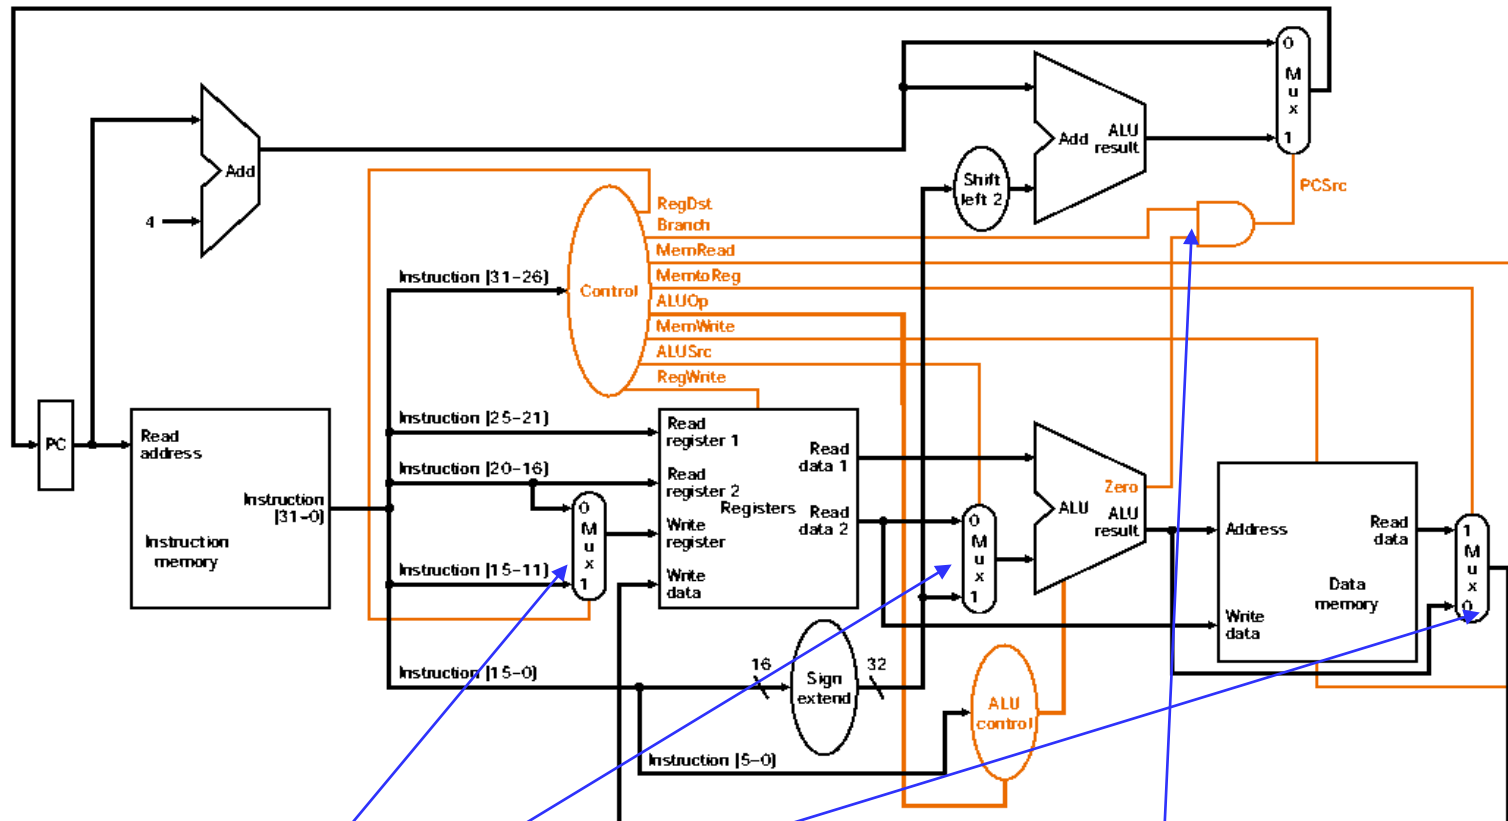 0
M
u
x
1
Add
ALU
result
Shift
left 2
PCSrc
Add
4
RegDst
Branch
MemRead
MemtoReg
ALUOp
MemWrite
ALUSrc
RegWrite
Control
Instruction [31-26]
PC
Read
address
Instruction
[31-0]
Instruction
memory
Instruction [25-21]
Instruction [20-16]
Instruction [15-11]
0
M
u
x
1
Read
register 1
Read
register 2
Write
register
Write
data
Registers
Read
data 1
Read
data 2
0
M
u
x
1
Zero
ALU
ALU
result
Address
Write
data
Read
data
Data
memory
1
M
u
x
0
Instruction [15-0]
16
Sign
extend
32
ALU
control
Instruction [5-0]